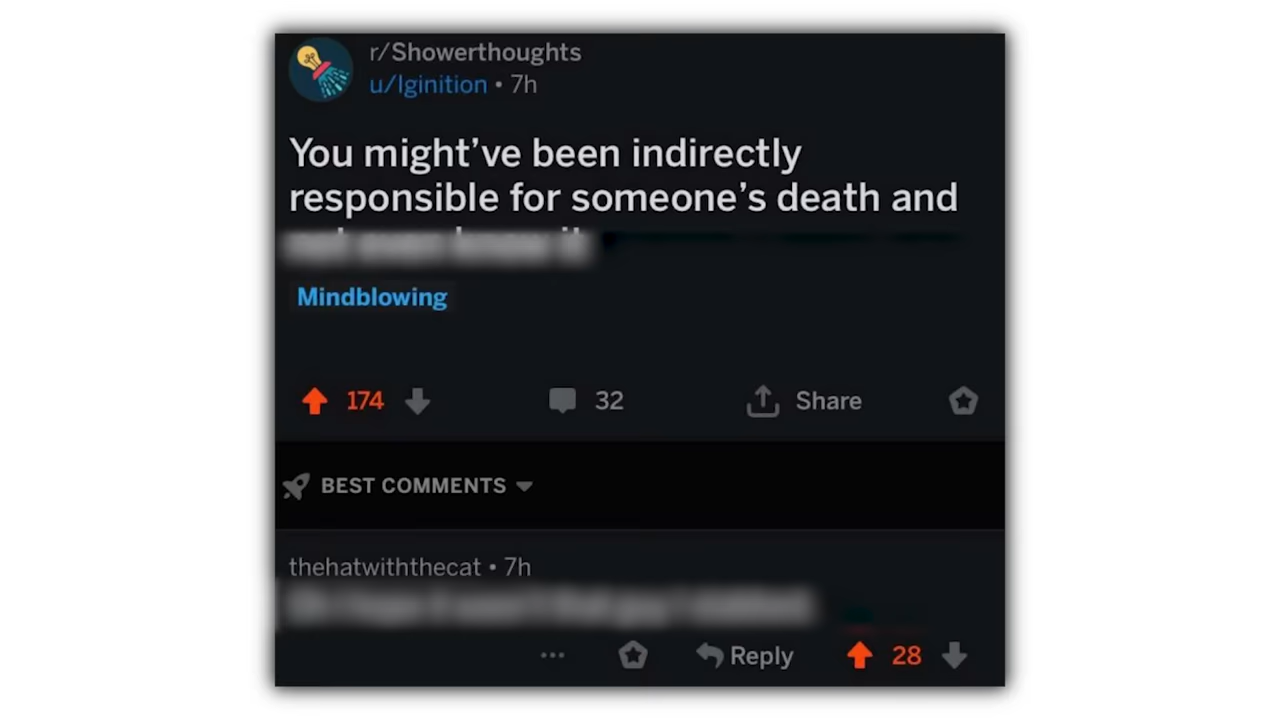 r/Showerthoughts
u/Iginition • 7h
You might've been indirectly
responsible for someone's death and
Mindblowing
174
32
Share
BEST COMMENTS
thehatwiththecat • 7h
Reply
28